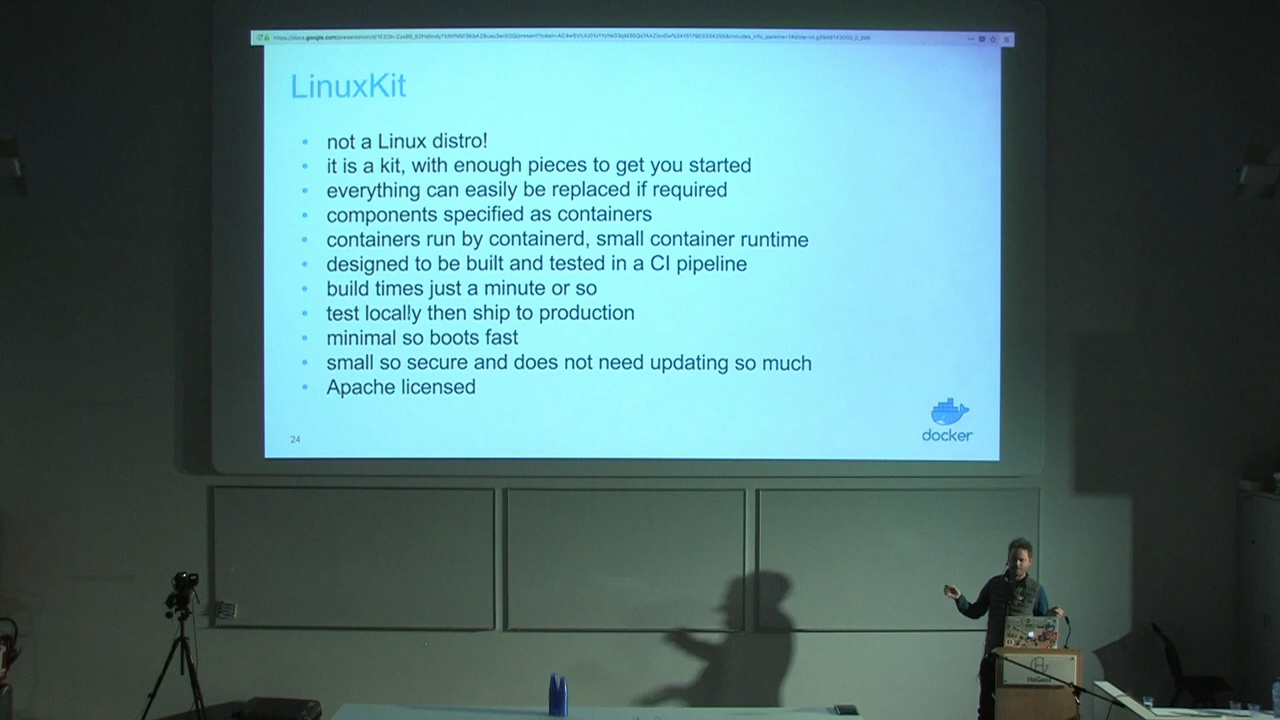 LinuxKit
• not a Linux distro!
• it is a kit, with enough pieces to get you started
• everything can easily be replaced if required
• components specified as containers
• containers run by containerd, small container runtime
• designed to be built and tested in a CI pipeline
• build times just a minute or so
• test locally then ship to production
• minimal so boots fast
• small so secure and does not need updating so much
• Apache licensed
24
docker
HoGent